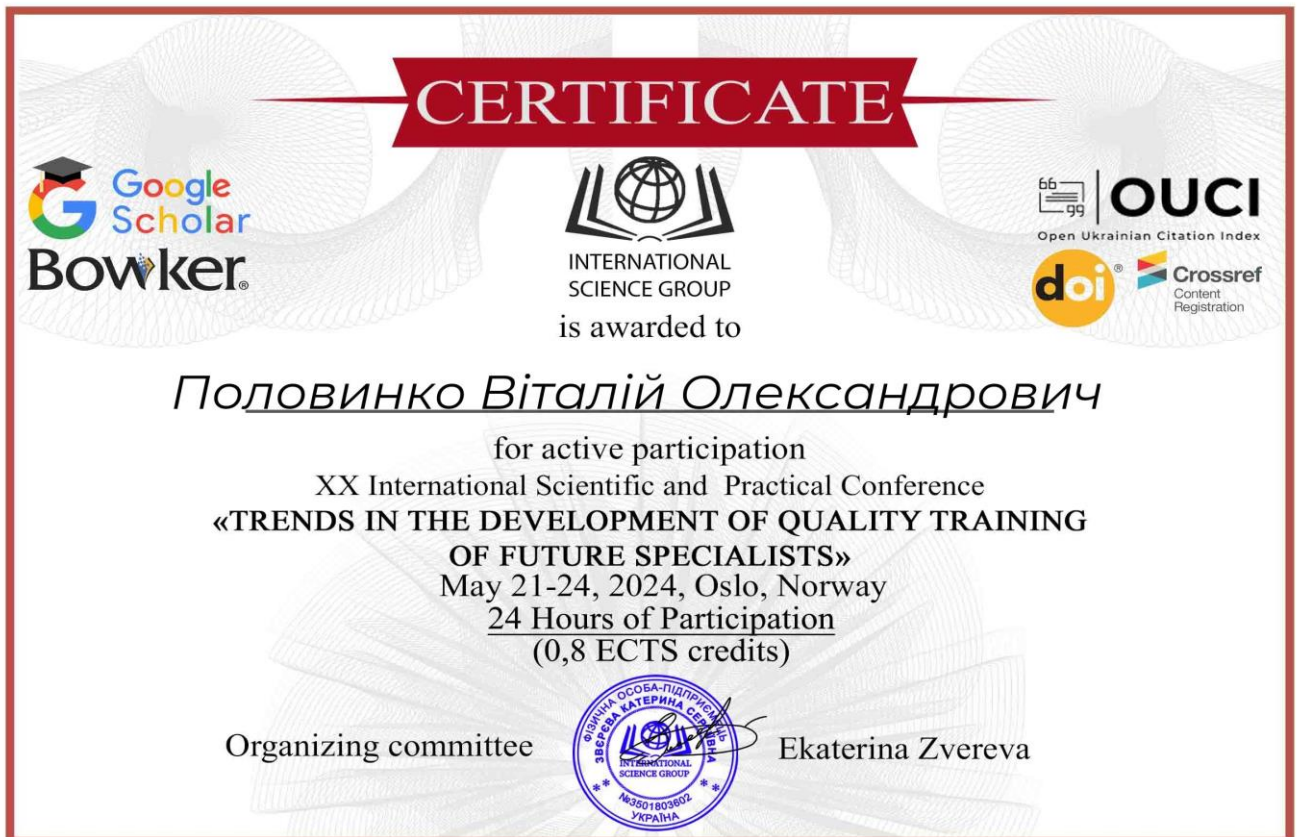 CERTIFICATE
Google
Scholar
Bowker®
INTERNATIONAL
SCIENCE GROUP
66
99
OUCI
Open Ukrainian Citation Index
doi®
Crossref
Content
Registration
is awarded to
Половинко Віталій Олександрович
for active participation
XX International Scientific and Practical Conference
«TRENDS IN THE DEVELOPMENT OF QUALITY TRAINING
OF FUTURE SPECIALISTS»
May 21-24, 2024, Oslo, Norway
24 Hours of Participation
(0,8 ECTS credits)
Organizing committee
ФІЗИЧНА ОСОБА-ПІДПРИЄМЕЦЬ
ЗВЄРЄВА КАТЕРИНА СЕРГІЇВНА
INTERNATIONAL
SCIENCE GROUP
№3501803602
УКРАЇНА
Ekaterina Zvereva